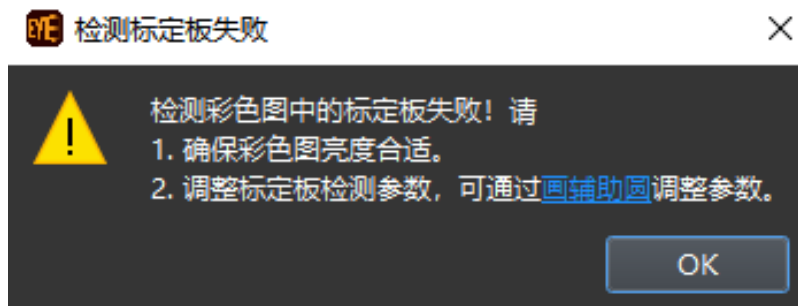 EYE 检测标定板失败
检测彩色图中的标定板失败！请
1. 确保彩色图亮度合适。
2. 调整标定板检测参数，可通过画辅助圆调整参数。
OK